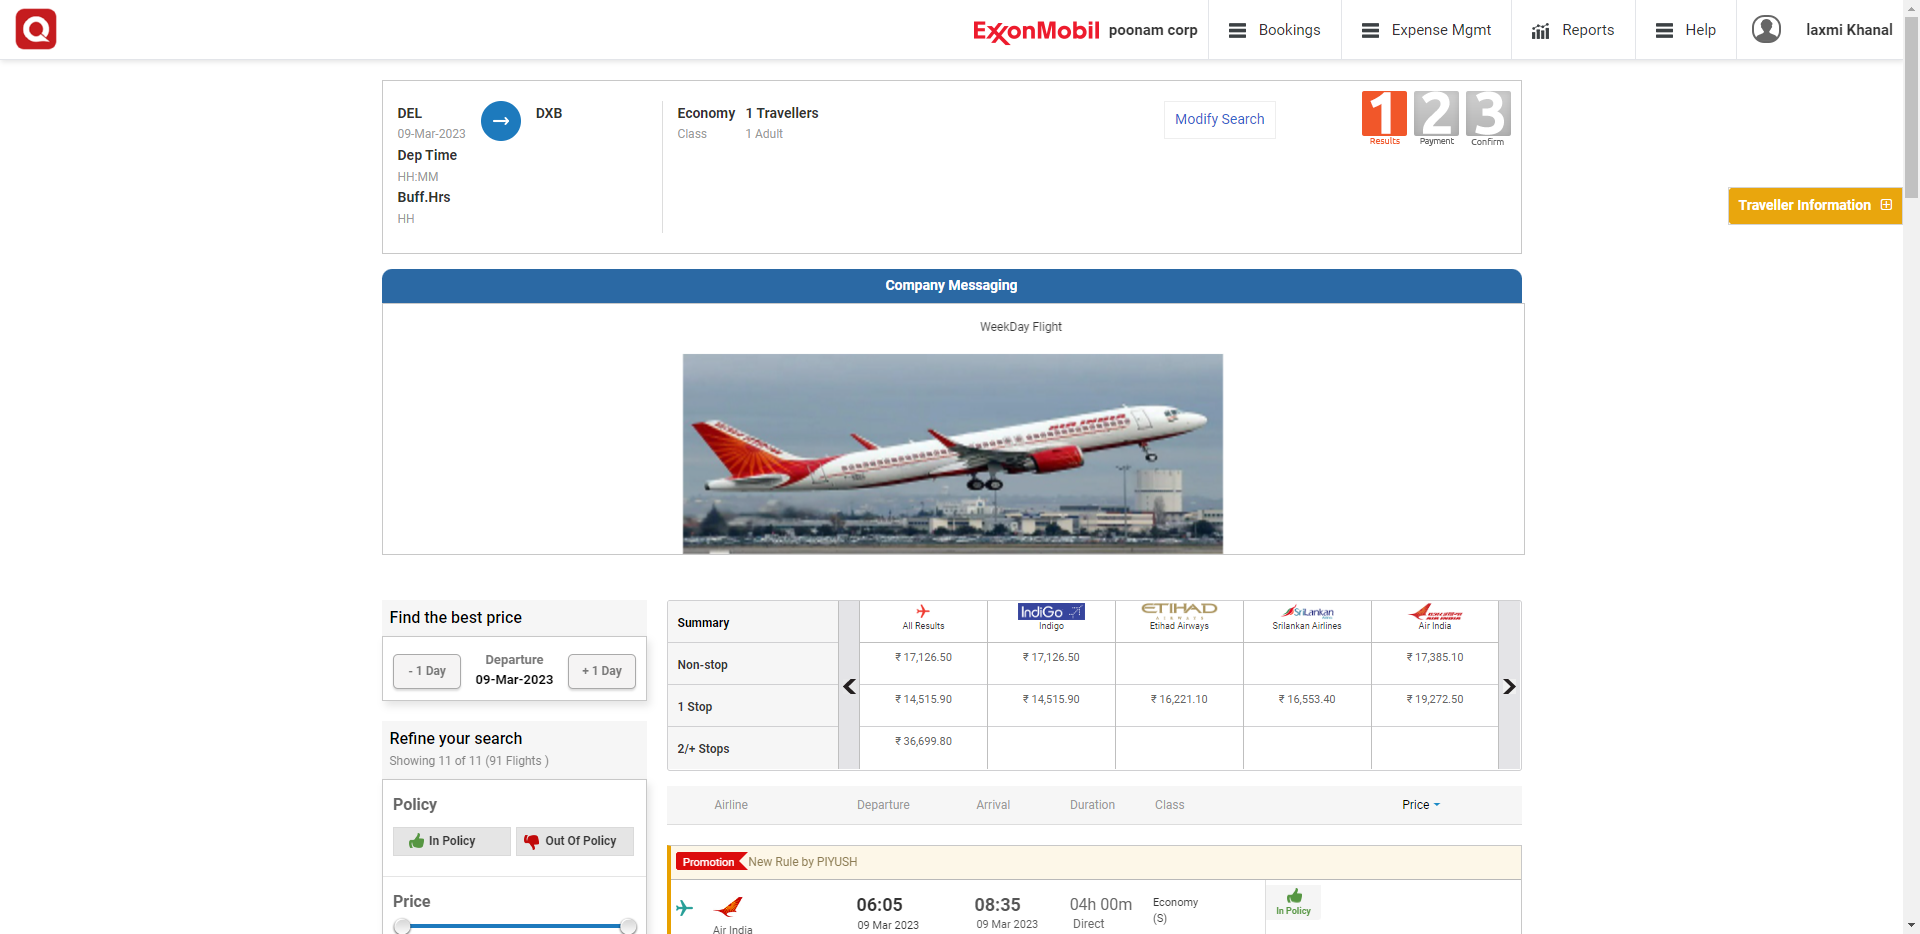 Q
ExxonMobil poonam corp Bookings Expense Mgmt Reports Help laxmi Khanal
DEL DXB Economy 1 Travellers Modify Search 1 2 3
09-Mar-2023 Class 1 Adult Results Payment Confirm
Dep Time
HH:MM
Buff.Hrs
HH
Traveller Information
Company Messaging
WeekDay Flight
AIR INDIA
Find the best price
- 1 Day Departure + 1 Day
09-Mar-2023
Refine your search
Showing 11 of 11 (91 Flights )
Policy
In Policy Out Of Policy
Price
Summary All Results IndiGo Indigo ETIHAD AIRWAYS Etihad Airways SriLankan Srilankan Airlines AIR INDIA Air India
Non-stop ₹ 17,126.50 ₹ 17,126.50 ₹ 17,385.10
1 Stop ₹ 14,515.90 ₹ 14,515.90 ₹ 16,221.10 ₹ 16,553.40 ₹ 19,272.50
2/+ Stops ₹ 36,699.80
Airline Departure Arrival Duration Class Price
Promotion New Rule by PIYUSH
06:05 08:35 04h 00m Economy
Air India 09 Mar 2023 09 Mar 2023 Direct (S) In Policy